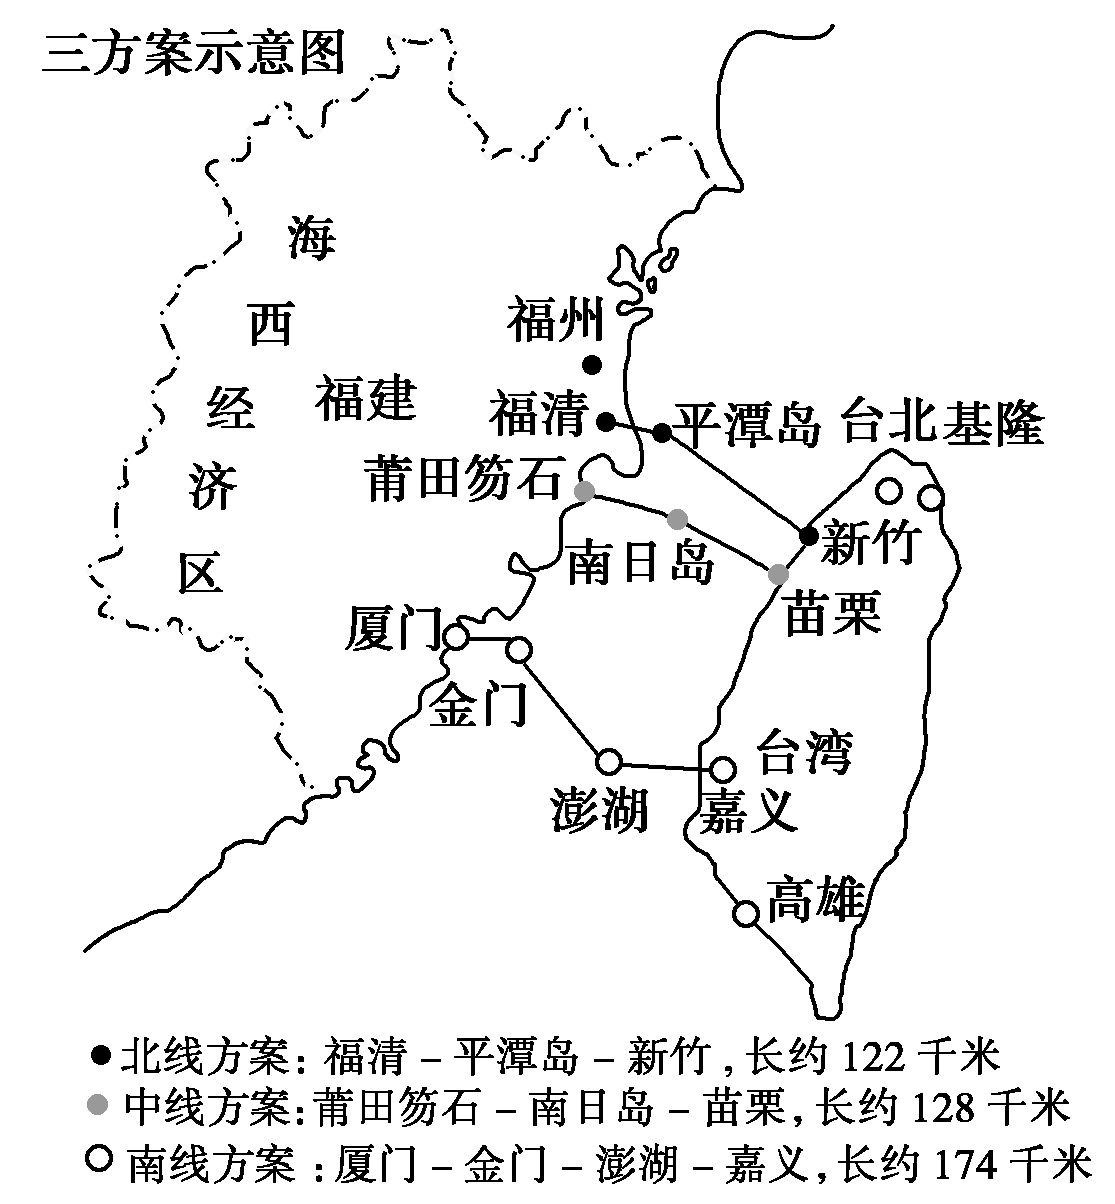 三方案示意图
海
西
经
济
区
福建
福州
福清
平潭岛
台北基隆
莆田笏石
南日岛
新竹
苗栗
厦门
金门
澎湖
台湾
嘉义
高雄
北线方案：福清－平潭岛－新竹，长约122千米
中线方案：莆田笏石－南日岛－苗栗，长约128千米
南线方案：厦门－金门－澎湖－嘉义，长约174千米